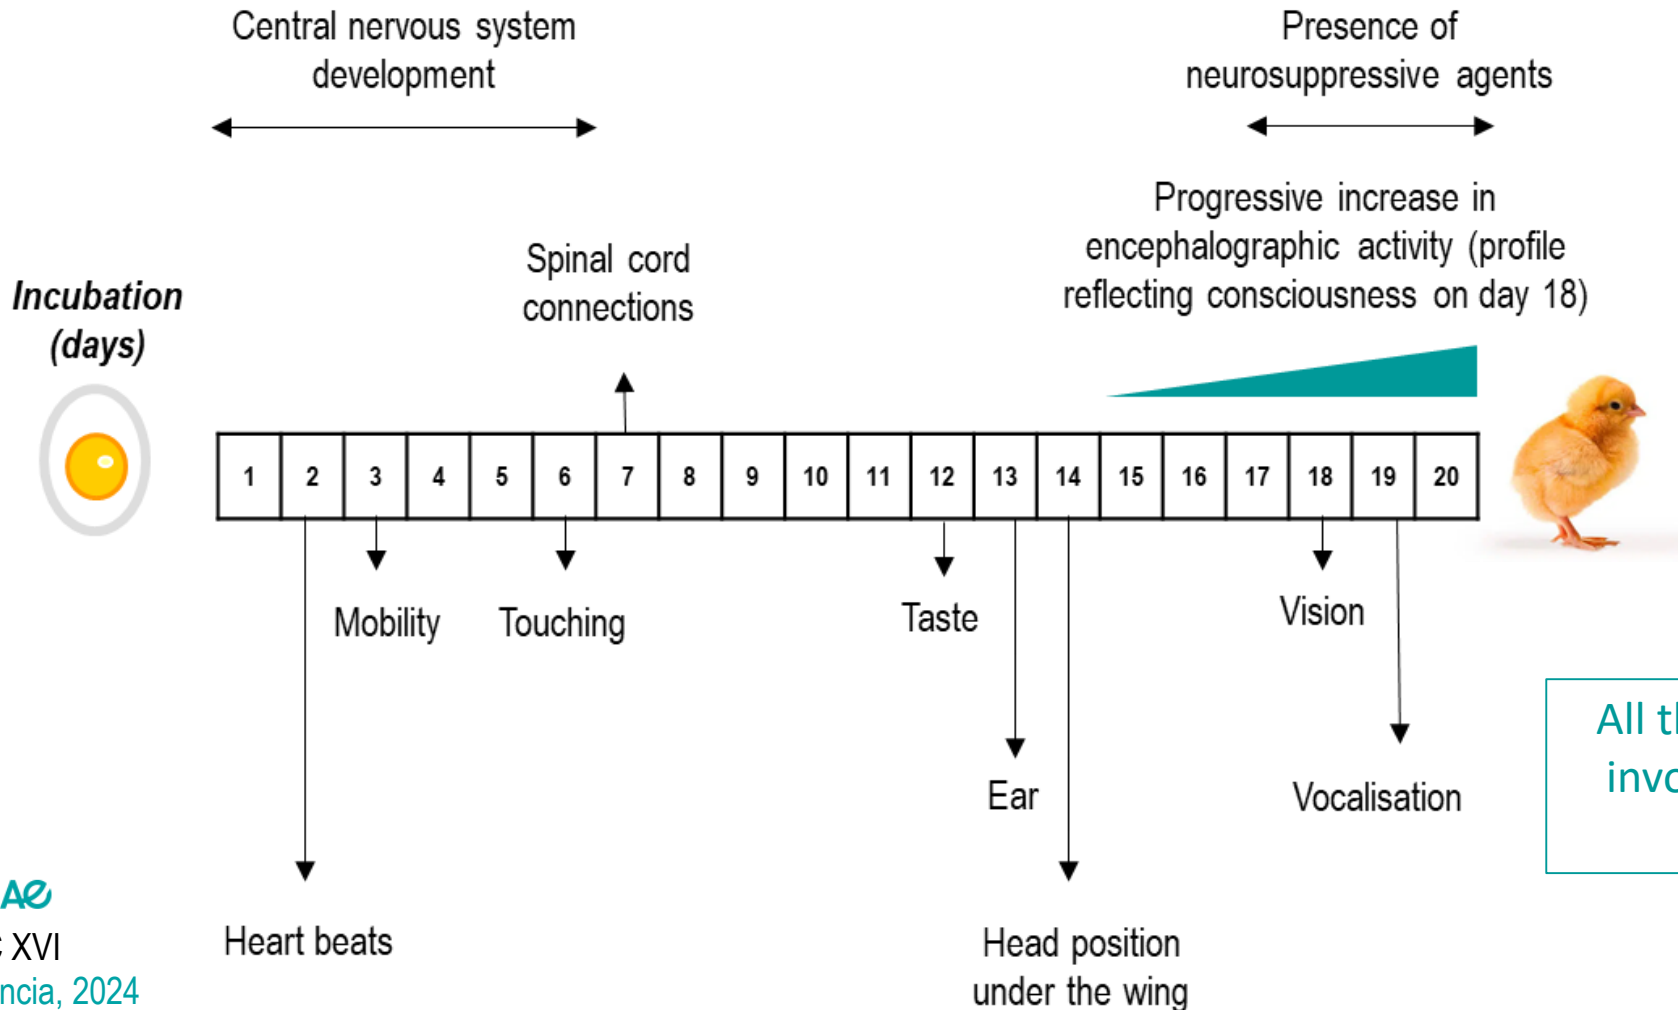 Central nervous system
development
Presence of
neurosuppressive agents
Progressive increase in
encephalographic activity (profile
reflecting consciousness on day 18)
Spinal cord
connections
Incubation
(days)
1 2 3 4 5 6 7 8 9 10 11 12 13 14 15 16 17 18 19 20
Mobility
Touching
Taste
Vision
Ear
Vocalisation
Heart beats
Head position
under the wing
All
XVI
2024